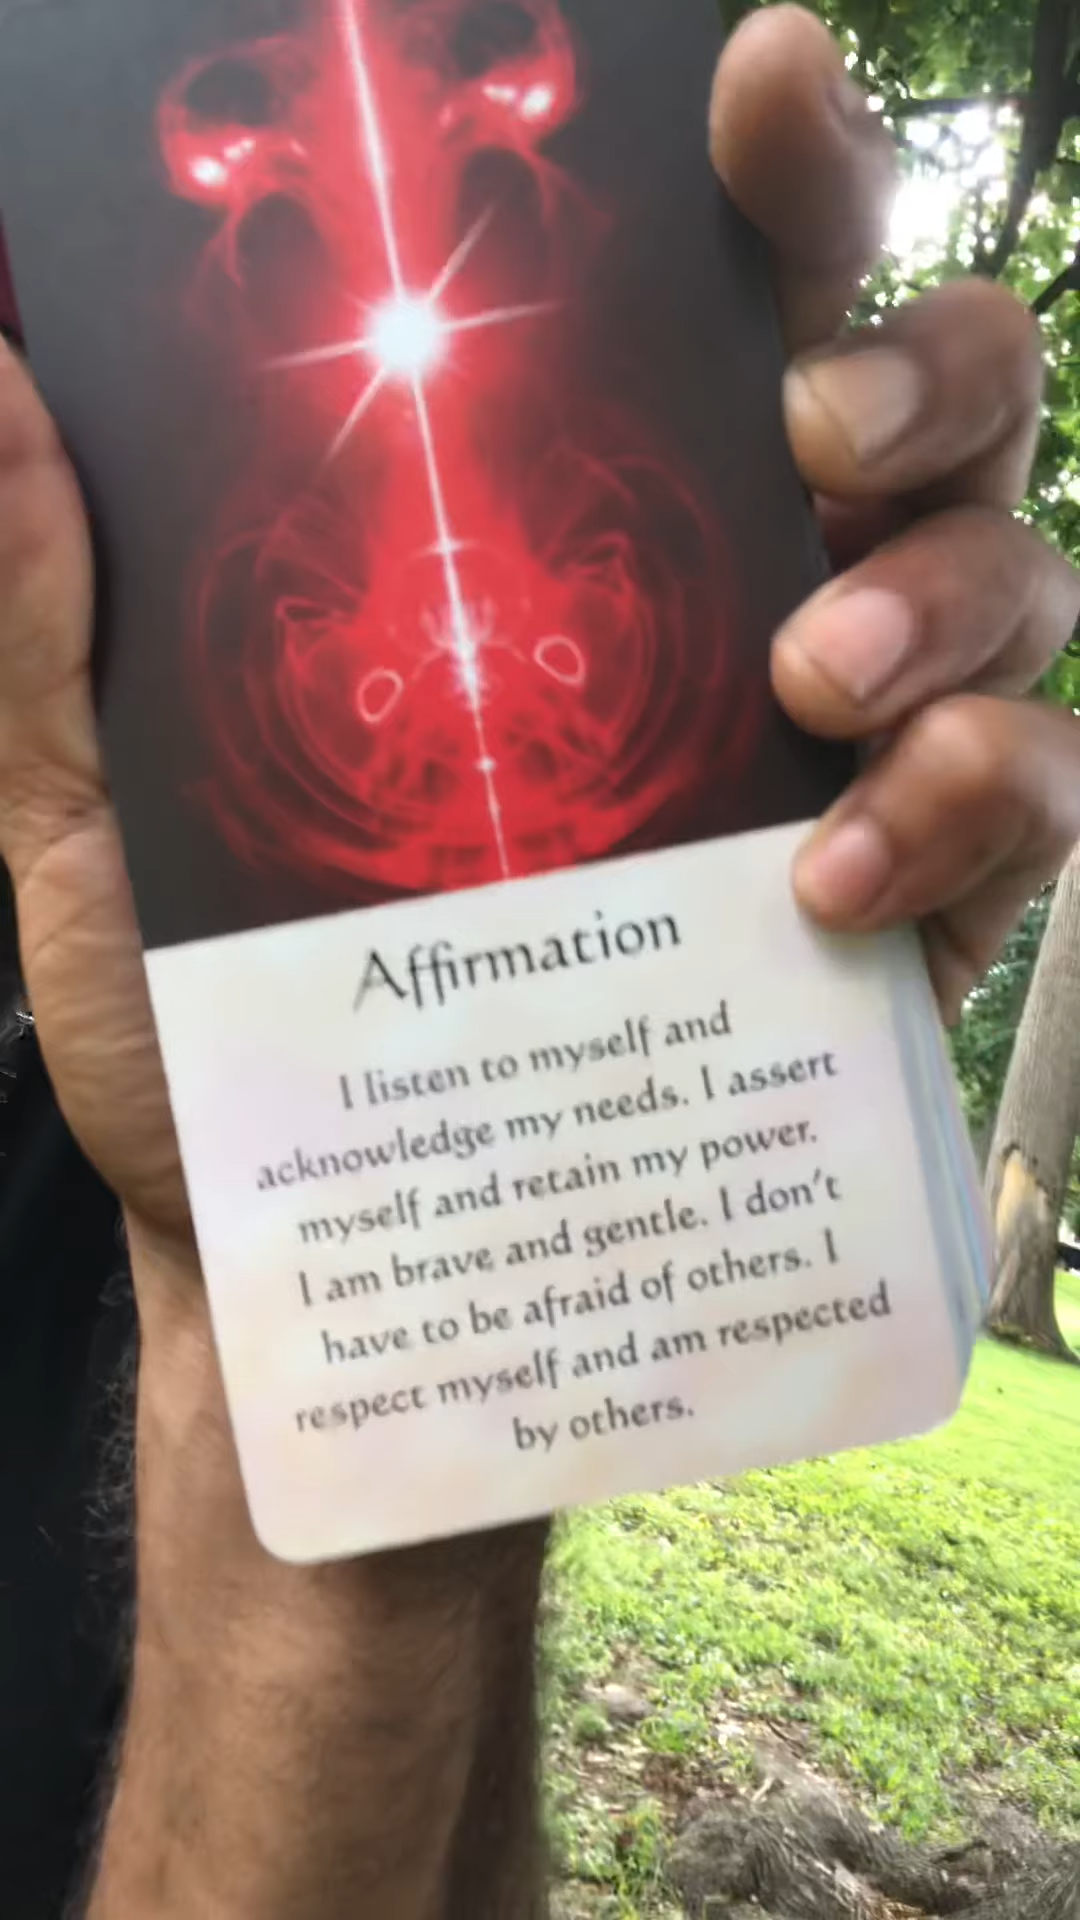 Affirmation
I listen to myself and
acknowledge my needs. I assert
myself and retain my power.
I am brave and gentle. I don't
have to be afraid of others. I
respect myself and am respected
by others.